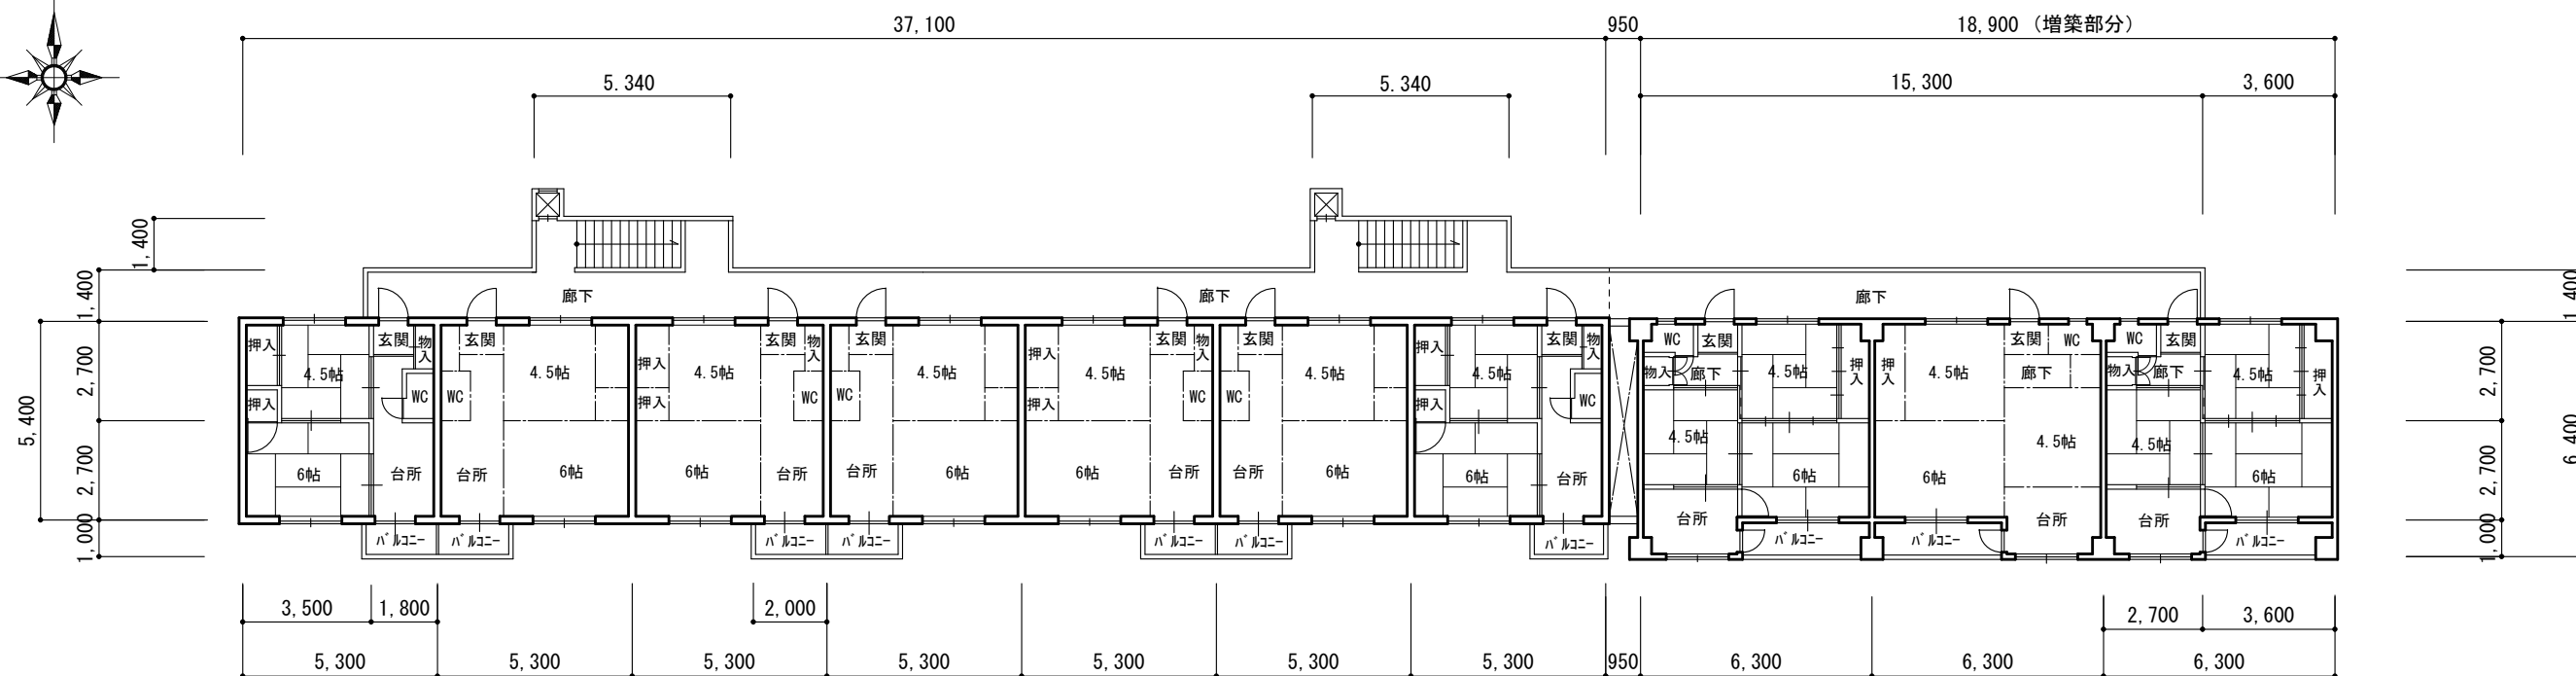 37,100
950
18,900 （増築部分）
5.340
5.340
15,300
3,600
1,400
1,400
2,700
5,400
2,700
1,000
1,400
2,700
6,400
2,700
1,000
廊下
廊下
廊下
押入
4.5帖
玄関
物入
押入
WC
6帖
台所
バルコニー
玄関
4.5帖
WC
台所
6帖
バルコニー
押入
4.5帖
玄関
物入
押入
WC
6帖
台所
バルコニー
玄関
4.5帖
WC
台所
6帖
バルコニー
押入
4.5帖
玄関
物入
押入
WC
6帖
台所
バルコニー
玄関
4.5帖
WC
台所
6帖
バルコニー
押入
4.5帖
玄関
物入
押入
WC
6帖
台所
バルコニー
WC
玄関
物入
廊下
4.5帖
押入
4.5帖
6帖
台所
バルコニー
押入
4.5帖
玄関
WC
廊下
4.5帖
6帖
バルコニー
台所
WC
玄関
物入
廊下
4.5帖
押入
4.5帖
6帖
台所
バルコニー
3,500
1,800
2,000
2,700
3,600
5,300
5,300
5,300
5,300
5,300
5,300
5,300
950
6,300
6,300
6,300